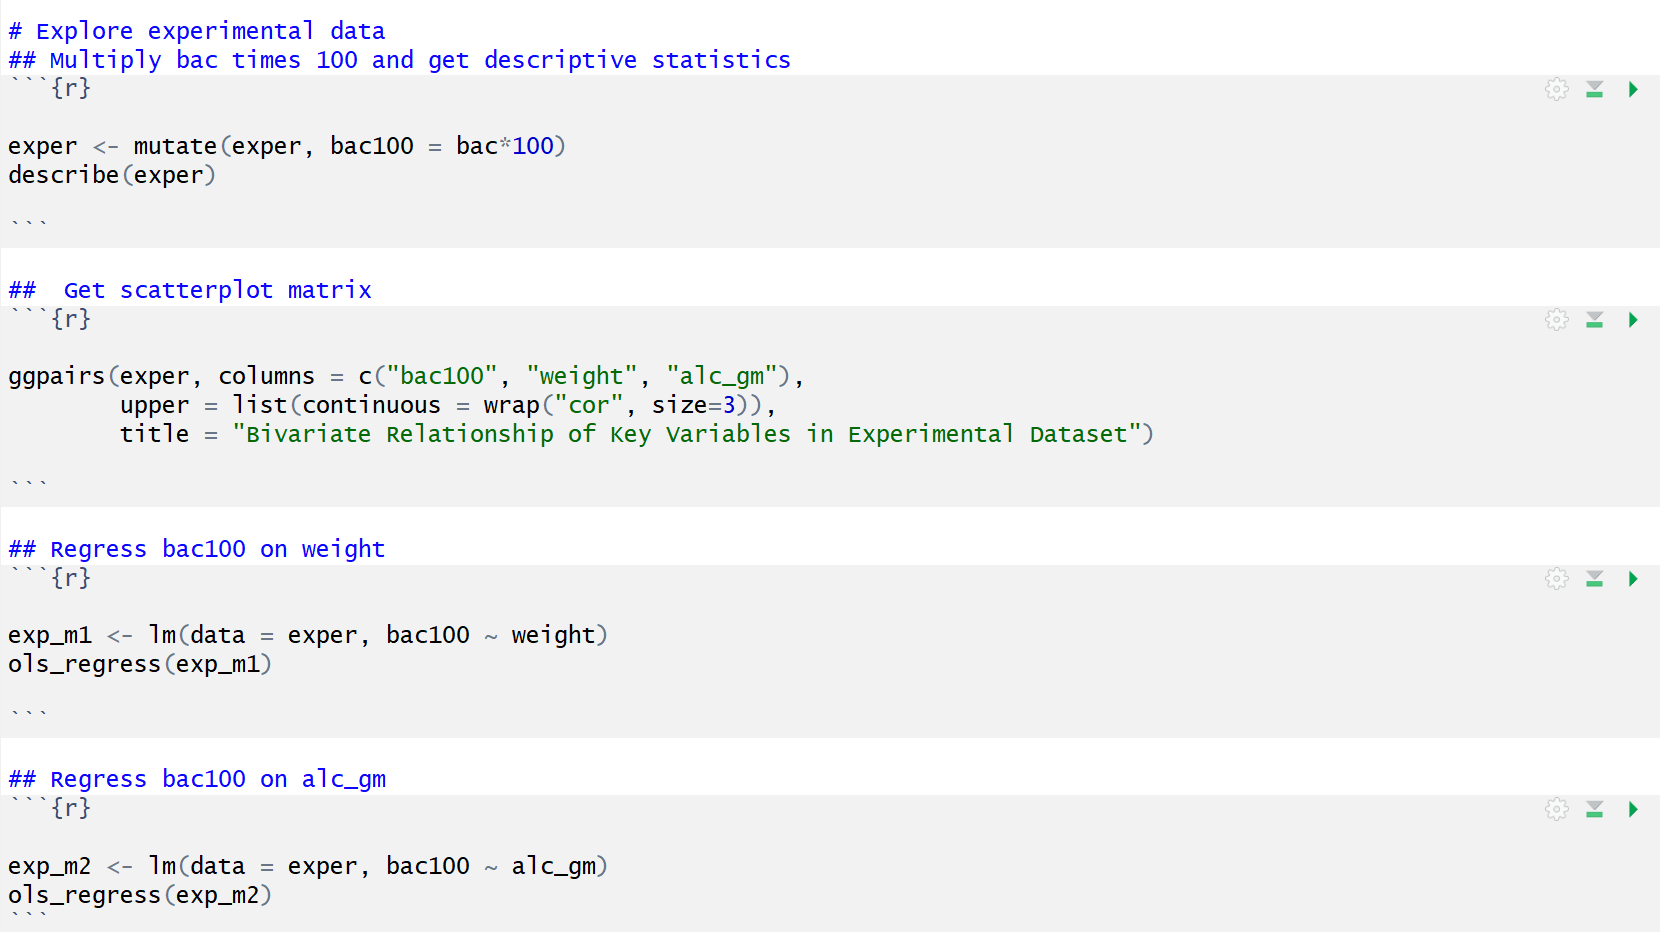 # Explore experimental data
## Multiply bac times 100 and get descriptive statistics
```{r}
exper <- mutate(exper, bac100 = bac*100)
describe(exper)
```
##  Get scatterplot matrix
```{r}
ggpairs(exper, columns = c("bac100", "weight", "alc_gm"),
        upper = list(continuous = wrap("cor", size=3)),
        title = "Bivariate Relationship of Key Variables in Experimental Dataset")
```
## Regress bac100 on weight
```{r}
exp_m1 <- lm(data = exper, bac100 ~ weight)
ols_regress(exp_m1)
```
## Regress bac100 on alc_gm
```{r}
exp_m2 <- lm(data = exper, bac100 ~ alc_gm)
ols_regress(exp_m2)
```